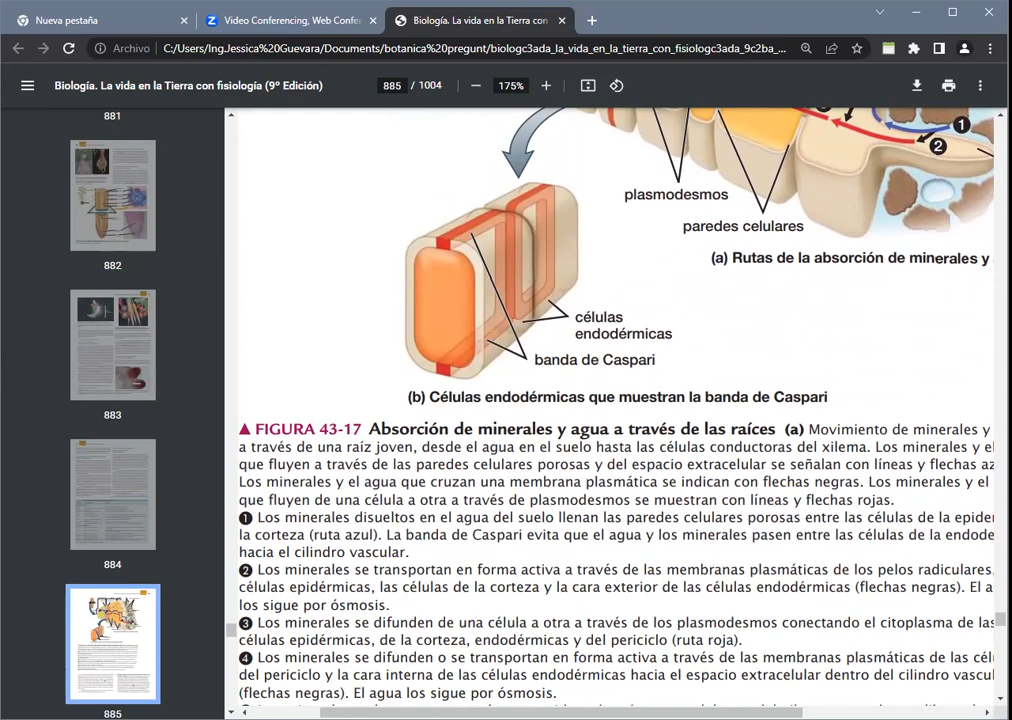 Nueva pestaña
Video Conferencing, Web Confe
Biología. La vida en la Tierra con
Archivo
C:/Users/Ing.Jessica%20Guevara/Documents/botanica%20pregunt/biologc3ada_la_vida_en_la_tierra_con_fisiologc3ada_9c2ba_...
Biología. La vida en la Tierra con fisiología (9º Edición)
885 / 1004
175%
881
882
883
884
885
1
2
plasmodesmos
paredes celulares
(a) Rutas de la absorción de minerales y
células
endodérmicas
banda de Caspari
(b) Células endodérmicas que muestran la banda de Caspari
▲ FIGURA 43-17 Absorción de minerales y agua a través de las raíces (a) Movimiento de minerales y
a través de una raíz joven, desde el agua en el suelo hasta las células conductoras del xilema. Los minerales y el
que fluyen a través de las paredes celulares porosas y del espacio extracelular se señalan con líneas y flechas az
Los minerales y el agua que cruzan una membrana plasmática se indican con flechas negras. Los minerales y el
que fluyen de una célula a otra a través de plasmodesmos se muestran con líneas y flechas rojas.
❶ Los minerales disueltos en el agua del suelo llenan las paredes celulares porosas entre las células de la epider
la corteza (ruta azul). La banda de Caspari evita que el agua y los minerales pasen entre las células de la endode
hacia el cilindro vascular.
❷ Los minerales se transportan en forma activa a través de las membranas plasmáticas de los pelos radiculares,
células epidérmicas, las células de la corteza y la cara exterior de las células endodérmicas (flechas negras). El a
los sigue por ósmosis.
❸ Los minerales se difunden de una célula a otra a través de los plasmodesmos conectando el citoplasma de las
células epidérmicas, de la corteza, endodérmicas y del periciclo (ruta roja).
❹ Los minerales se difunden o se transportan en forma activa a través de las membranas plasmáticas de las cél
del periciclo y la cara interna de las células endodérmicas hacia el espacio extracelular dentro del cilindro vascul
(flechas negras). El agua los sigue por ósmosis.